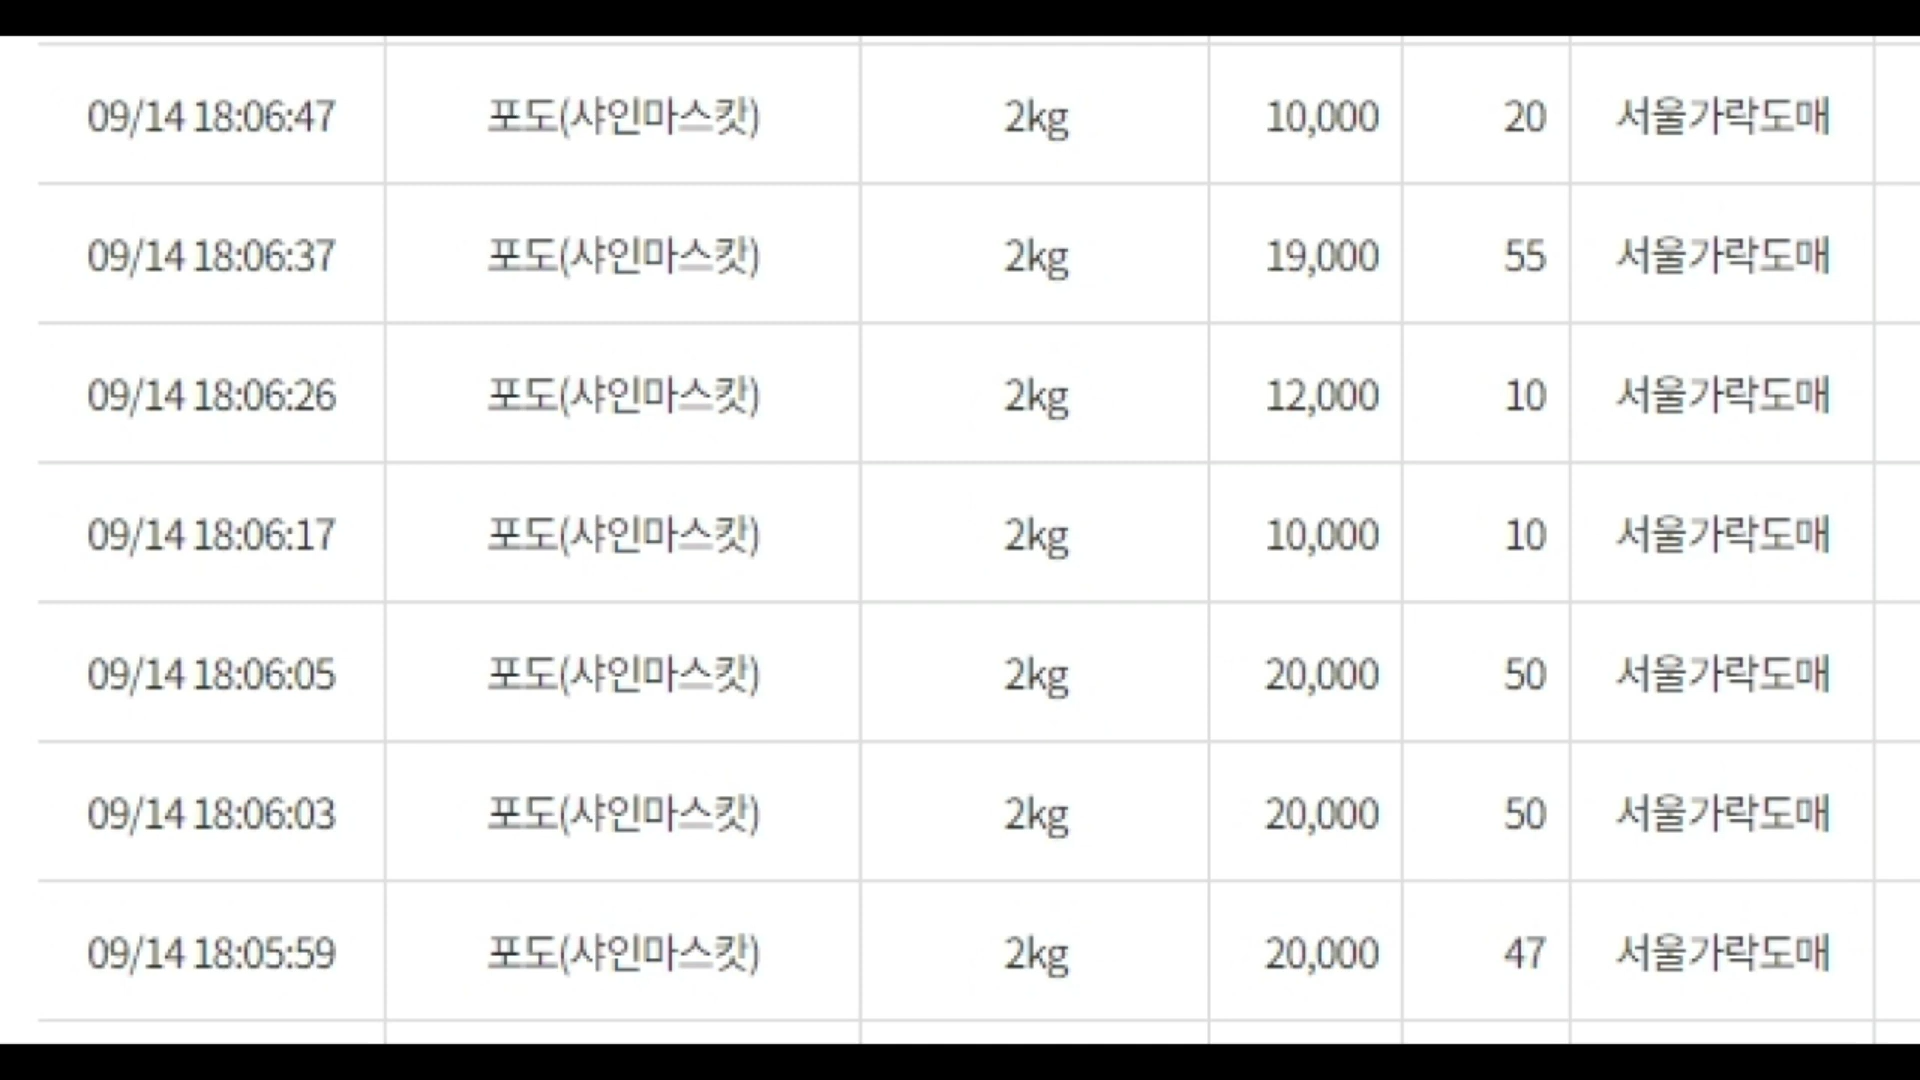 09/14 18:06:47 포도(샤인마스캇) 2kg 10,000 20 서울가락도매
09/14 18:06:37 포도(샤인마스캇) 2kg 19,000 55 서울가락도매
09/14 18:06:26 포도(샤인마스캇) 2kg 12,000 10 서울가락도매
09/14 18:06:17 포도(샤인마스캇) 2kg 10,000 10 서울가락도매
09/14 18:06:05 포도(샤인마스캇) 2kg 20,000 50 서울가락도매
09/14 18:06:03 포도(샤인마스캇) 2kg 20,000 50 서울가락도매
09/14 18:05:59 포도(샤인마스캇) 2kg 20,000 47 서울가락도매